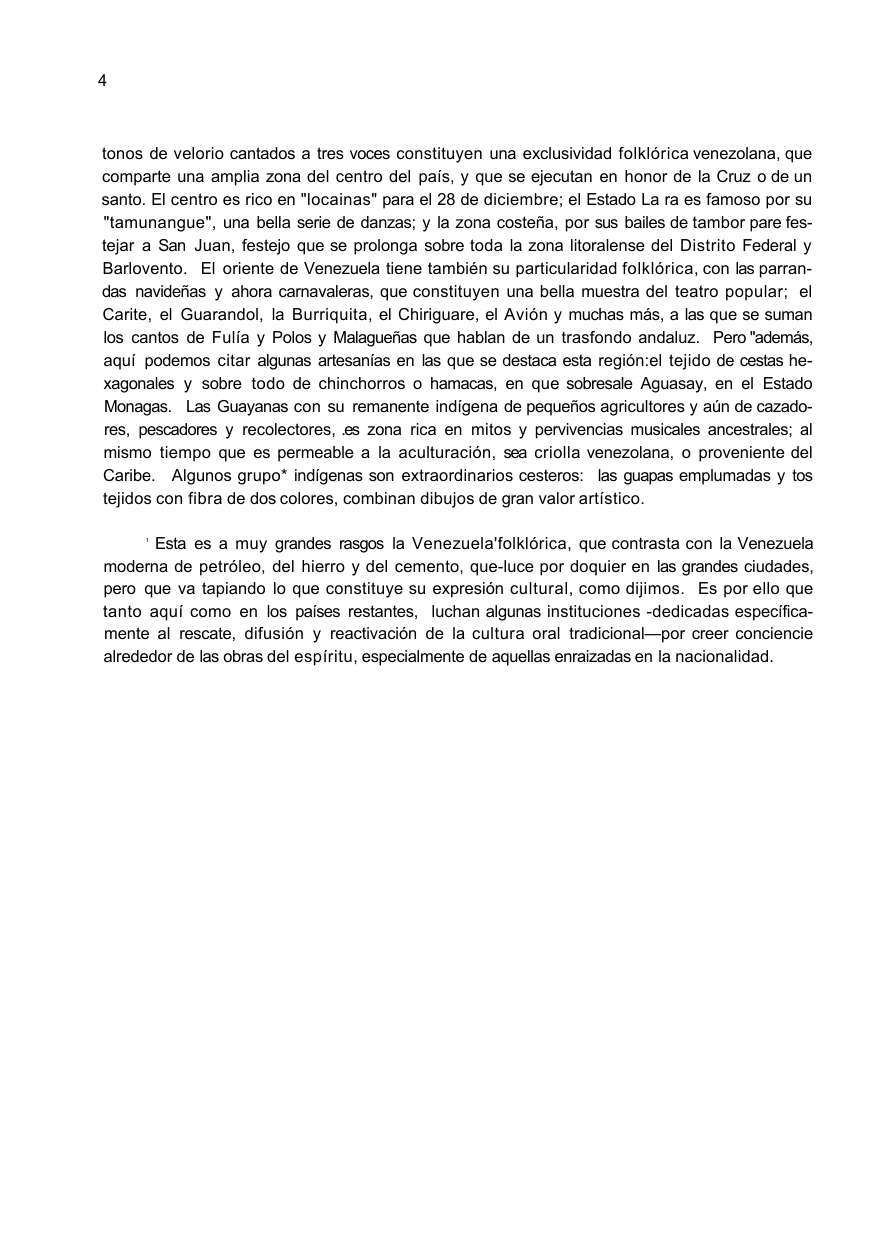 4
tonos de velorio cantados a tres voces constituyen una exclusividad folklórica venezolana, que
comparte una amplia zona del centro del país, y que se ejecutan en honor de la Cruz o de un
santo. El centro es rico en "locainas" para el 28 de diciembre; el Estado La ra es famoso por su
"tamunangue", una bella serie de danzas; y la zona costeña, por sus bailes de tambor pare fes-
tejar a San Juan, festejo que se prolonga sobre toda la zona litoralense del Distrito Federal y
Barlovento. El oriente de Venezuela tiene también su particularidad folklórica, con las parran-
das navideñas y ahora carnavaleras, que constituyen una bella muestra del teatro popular; el
Carite, el Guarandol, la Burriquita, el Chiriguare, el Avión y muchas más, a las que se suman
los cantos de Fulía y Polos y Malagueñas que hablan de un trasfondo andaluz. Pero "además,
aquí podemos citar algunas artesanías en las que se destaca esta región:el tejido de cestas he-
xagonales y sobre todo de chinchorros o hamacas, en que sobresale Aguasay, en el Estado
Monagas. Las Guayanas con su remanente indígena de pequeños agricultores y aún de cazado-
res, pescadores y recolectores, .es zona rica en mitos y pervivencias musicales ancestrales; al
mismo tiempo que es permeable a la aculturación, sea criolla venezolana, o proveniente del
Caribe. Algunos grupo* indígenas son extraordinarios cesteros: las guapas emplumadas y tos
tejidos con fibra de dos colores, combinan dibujos de gran valor artístico.
' Esta es a muy grandes rasgos la Venezuela'folklórica, que contrasta con la Venezuela
moderna de petróleo, del hierro y del cemento, que-luce por doquier en las grandes ciudades,
pero que va tapiando lo que constituye su expresión cultural, como dijimos. Es por ello que
tanto aquí como en los países restantes, luchan algunas instituciones -dedicadas específica-
mente al rescate, difusión y reactivación de la cultura oral tradicional—por creer conciencie
alrededor de las obras del espíritu, especialmente de aquellas enraizadas en la nacionalidad.